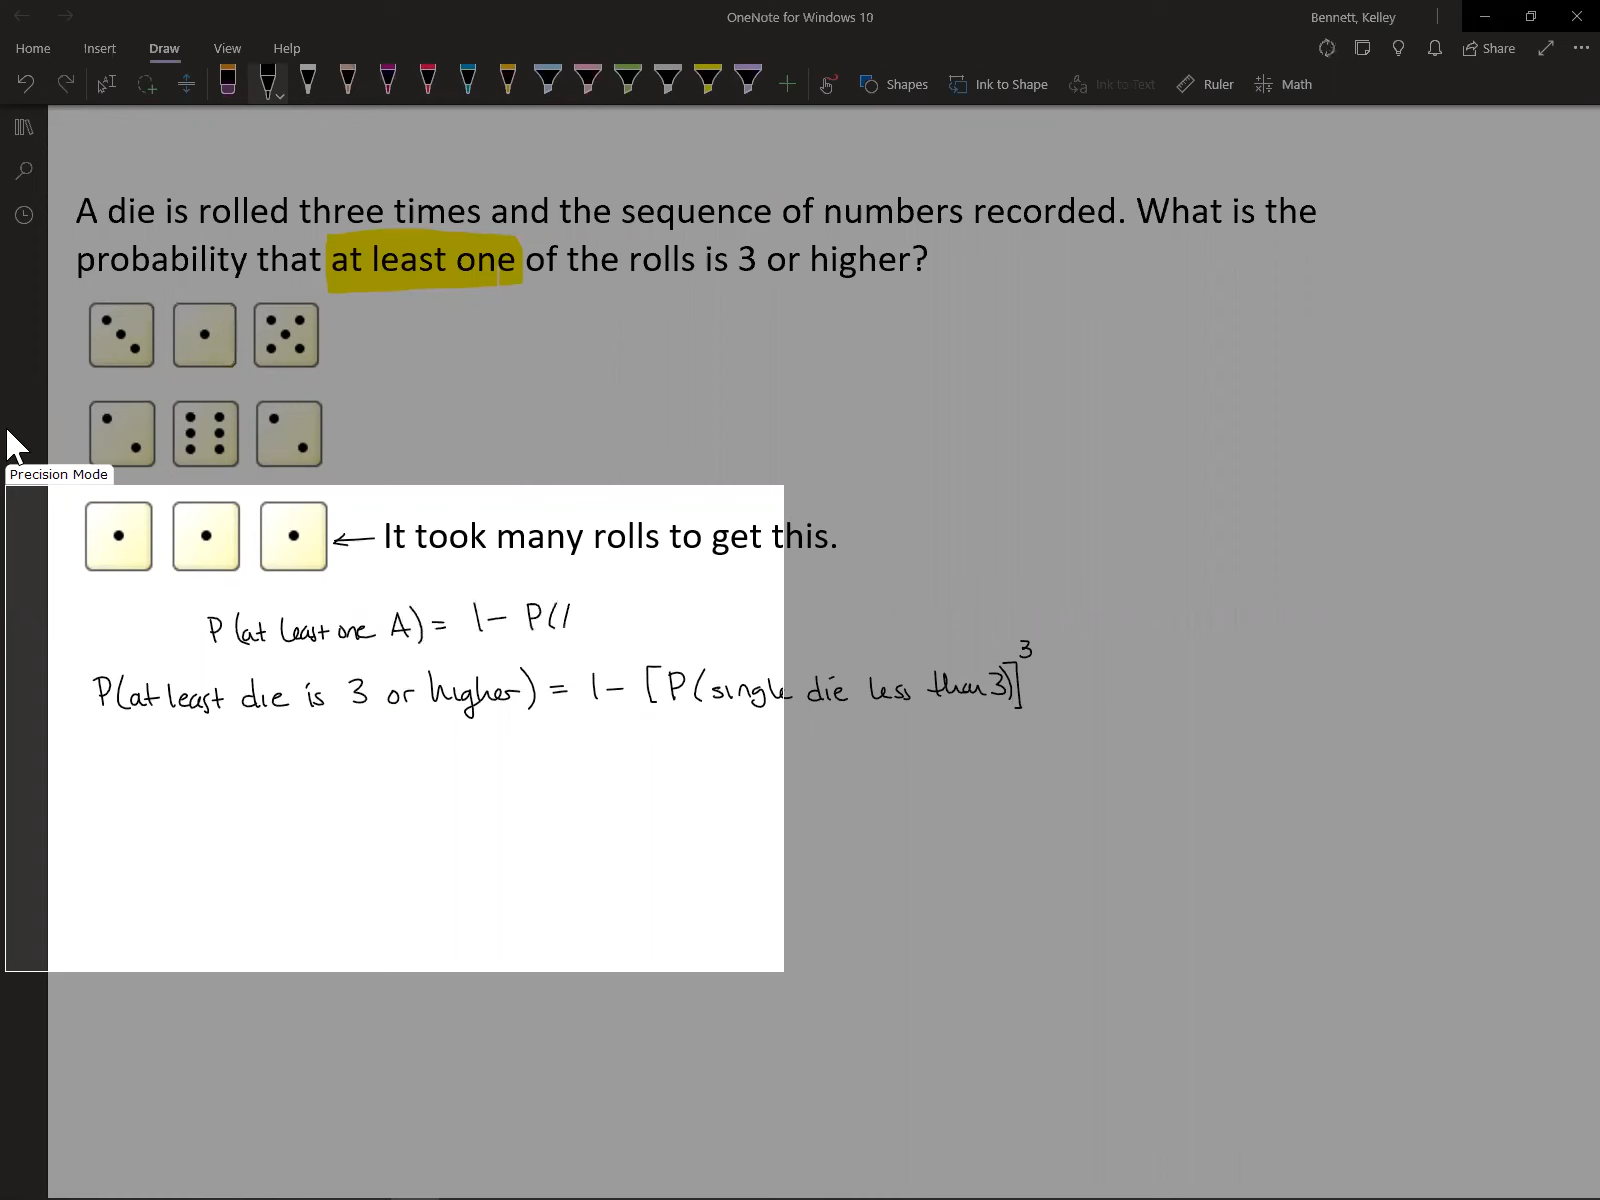 OneNote for Windows 10
Bennett, Kelley
Home Insert Draw View Help
Share
Shapes Ink to Shape Ink to Text Ruler Math
A die is rolled three times and the sequence of numbers recorded. What is the
probability that at least one of the rolls is 3 or higher?
Precision Mode
It took many rolls to get this.
P(at least one A) = 1 - P(
P(at least die is 3 or higher) = 1 - [P(single die less than 3)]³